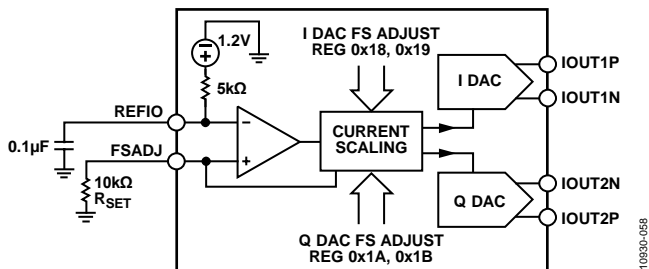 1.2V
I DAC FS ADJUST
REG 0x18, 0x19
5kΩ
I DAC
IOUT1P
IOUT1N
REFIO
−
0.1µF
FSADJ
+
CURRENT
SCALING
10kΩ
RSET
Q DAC
IOUT2N
IOUT2P
Q DAC FS ADJUST
REG 0x1A, 0x1B
10930-058